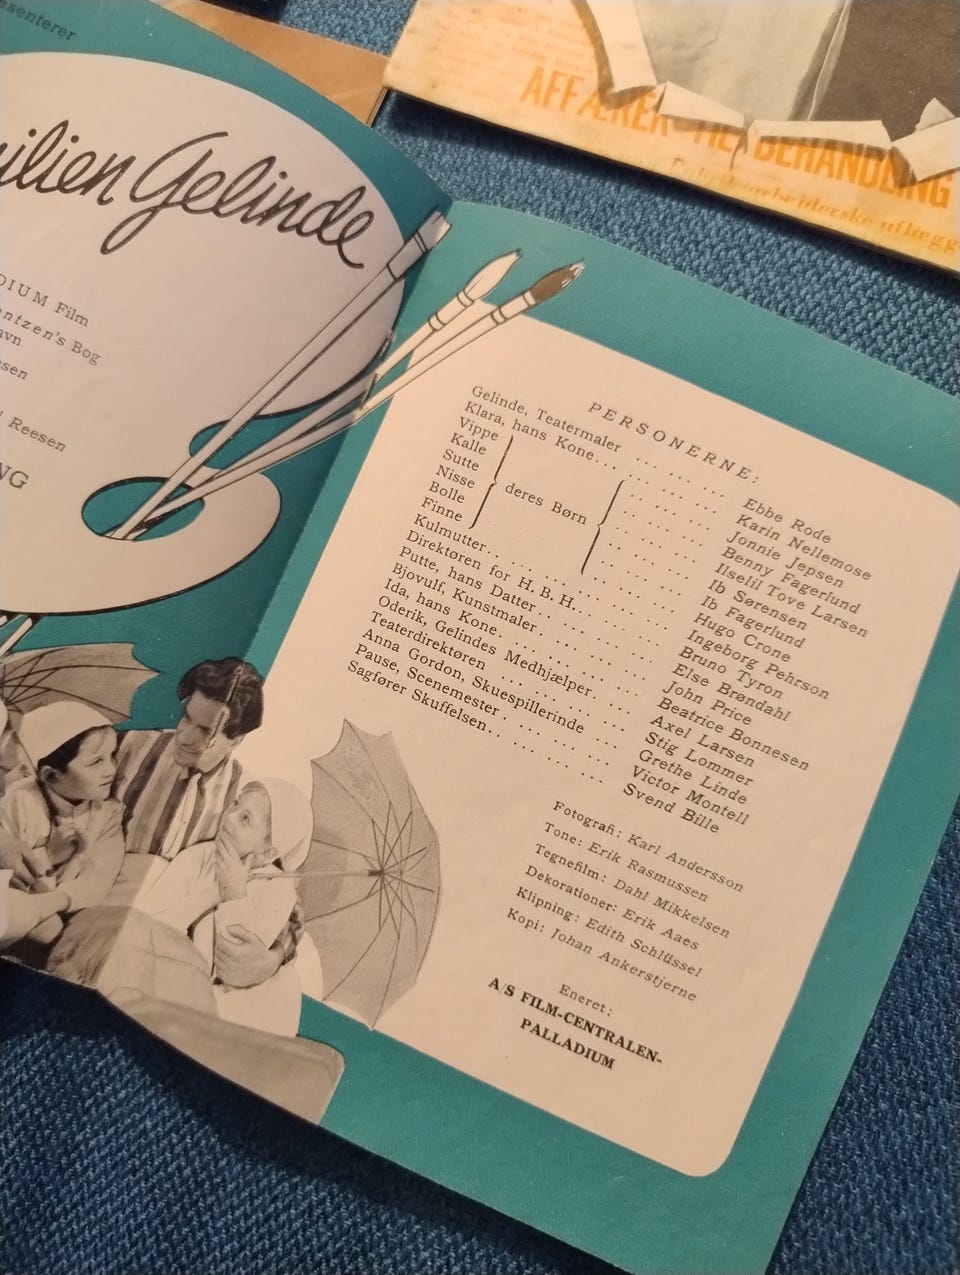 esenterer
ilien Gelinde
DIUM Film
entzen's Bog
avn
esen
Reesen
NG
AFFÆRER TIL BEHANDLING
PERSONERNE:
Gelinde, Teatermaler ... ... ... Ebbe Rode
Klara, hans Kone... ... ... ... Karin Nellemose
Vippe ... ... ... Jonnie Jepsen
Kalle ... ... ... Benny Fagerlund
Sutte ... ... ... Ilselil Tove Larsen
Nisse deres Børn ... ... ... Ib Sørensen
Bolle ... ... ... Ib Fagerlund
Finne ... ... ... Hugo Crone
Kulmutter.. ... ... ... Ingeborg Pehrson
Direktøren for H. B. H. ... ... ... Bruno Tyron
Putte, hans Datter ... ... ... Else Brøndahl
Bjovulf, Kunstmaler ... ... ... John Price
Ida, hans Kone. ... ... ... Beatrice Bonnesen
Oderik, Gelindes Medhjælper. ... ... Axel Larsen
Teaterdirektøren ... ... ... Stig Lommer
Anna Gordon, Skuespillerinde ... ... Grethe Linde
Pause, Scenemester ... ... ... Victor Montell
Sagfører Skuffelsen.. ... ... ... Svend Bille
Fotografi: Karl Andersson
Tone: Erik Rasmussen
Tegnefilm: Dahl Mikkelsen
Dekorationer: Erik Aaes
Klipning: Edith Schlüssel
Kopi: Johan Ankerstjerne
Eneret:
A/S FILM-CENTRALEN-
PALLADIUM